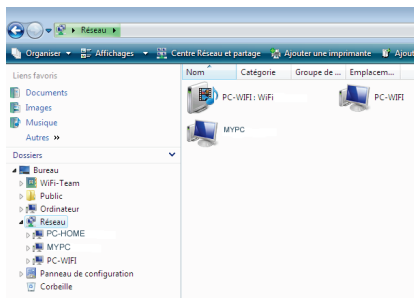 Réseau
Organiser Affichages Centre Réseau et partage Ajouter une imprimante Ajout
Liens favoris
Documents
Images
Musique
Autres »
Dossiers
Bureau
WiFi-Team
Public
Ordinateur
Réseau
PC-HOME
MYPC
PC-WIFI
Panneau de configuration
Corbeille
Nom Catégorie Groupe de ... Emplacem...
PC-WIFI : WiFi PC-WIFI
MYPC